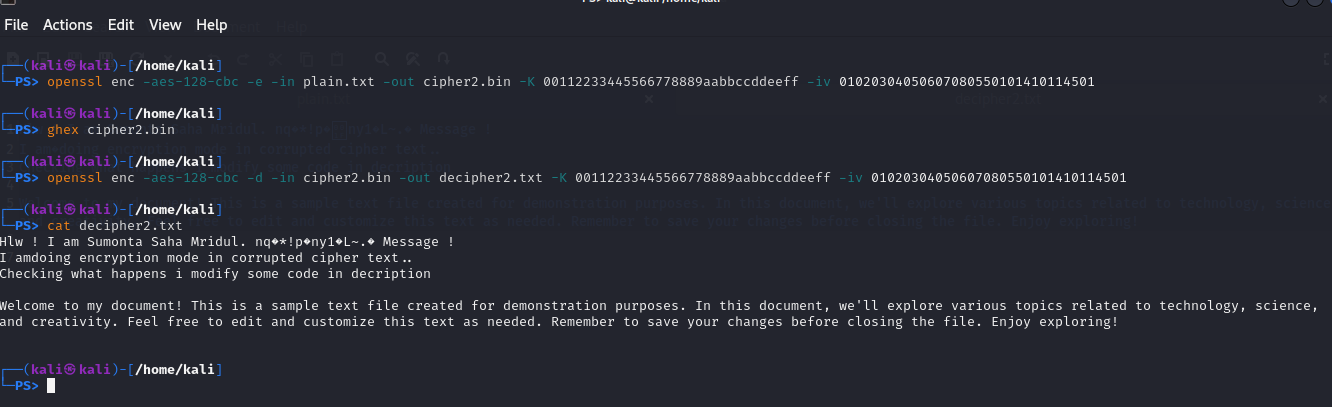 PS> kali@kali:/home/kali
File Actions Edit View Help
┌──(kali㉿kali)-[/home/kali]
└─PS> openssl enc -aes-128-cbc -e -in plain.txt -out cipher2.bin -K 00112233445566778889aabbccddeeff -iv 01020304050607080550101410114501
┌──(kali㉿kali)-[/home/kali]
└─PS> ghex cipher2.bin
┌──(kali㉿kali)-[/home/kali]
└─PS> openssl enc -aes-128-cbc -d -in cipher2.bin -out decipher2.txt -K 00112233445566778889aabbccddeeff -iv 01020304050607080550101410114501
┌──(kali㉿kali)-[/home/kali]
└─PS> cat decipher2.txt
Hlw ! I am Sumonta Saha Mridul. nq�*!p�ny1�L~.� Message !
I amdoing encryption mode in corrupted cipher text..
Checking what happens i modify some code in decription
Welcome to my document! This is a sample text file created for demonstration purposes. In this document, we'll explore various topics related to technology, science,
and creativity. Feel free to edit and customize this text as needed. Remember to save your changes before closing the file. Enjoy exploring!
┌──(kali㉿kali)-[/home/kali]
└─PS>